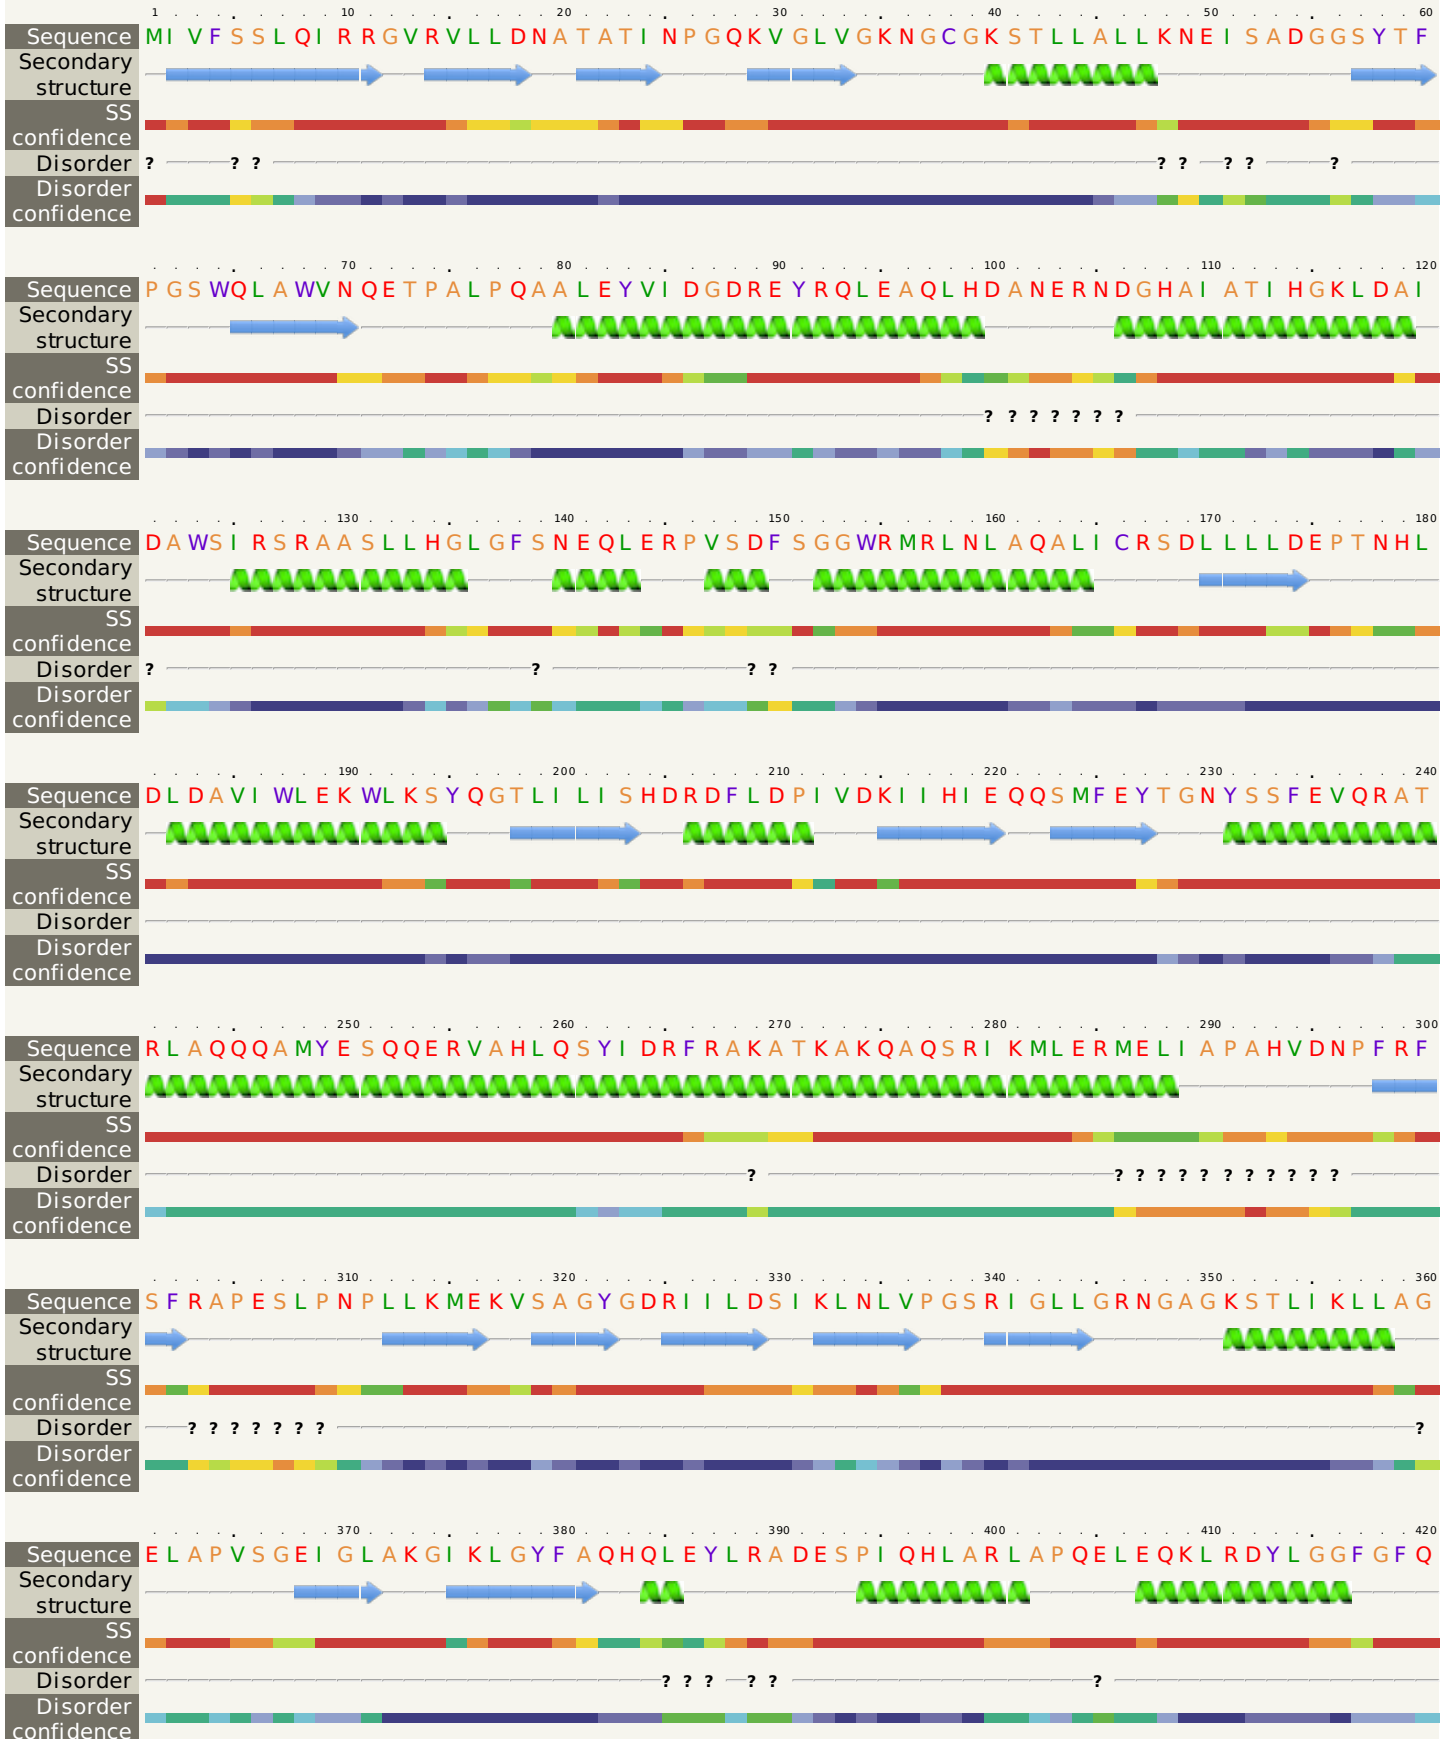 1 10 20 30 40 50 60
Sequence MIVFSSLQIRRGVRVLLDNATATINPGQKVGLVGKNGCGKSTLLALLKNEISADGGSYTF
Secondary
structure
SS
confidence
Disorder ? ? ? ? ? ? ? ?
Disorder
confidence
70 80 90 100 110 120
Sequence PGSWQLAWVNQETPALPQAALEYVIDGDREYRQLEAQLHDANERNDGHAIATIHGKLDAI
Secondary
structure
SS
confidence
Disorder ? ? ? ? ? ? ?
Disorder
confidence
130 140 150 160 170 180
Sequence DAWSIRSRAASLLHGLGFSNEQLERPVSDFSGGWRMRLNLAQALICRSDLLLLDEPTNHL
Secondary
structure
SS
confidence
Disorder ? ? ? ?
Disorder
confidence
190 200 210 220 230 240
Sequence DLDAVIWLEKWLKSYQGTLILISHDRDFLDPIVDKIIHIEQQSMFEYTGNYSSFEVQRAT
Secondary
structure
SS
confidence
Disorder
Disorder
confidence
250 260 270 280 290 300
Sequence RLAQQQAMYESQQERVAHLQSYIDRFRAKATKAKQAQSRIKMLERMELIAPAHVDNPFRF
Secondary
structure
SS
confidence
Disorder ? ? ? ? ? ? ? ? ? ? ? ?
Disorder
confidence
310 320 330 340 350 360
Sequence SFRAPESLPNPLLKMEKVSAGYGDRIILDSIKLNLVPGSRIGLLGRNGAGKSTLIKLLAG
Secondary
structure
SS
confidence
Disorder ? ? ? ? ? ? ? ?
Disorder
confidence
370 380 390 400 410 420
Sequence ELAPVSGEIGLAKGIKLGYFAQHQLEYLRADESPIQHLARLAPQELEQKLRDYLGGFGFQ
Secondary
structure
SS
confidence
Disorder ? ? ? ? ? ?
Disorder
confidence